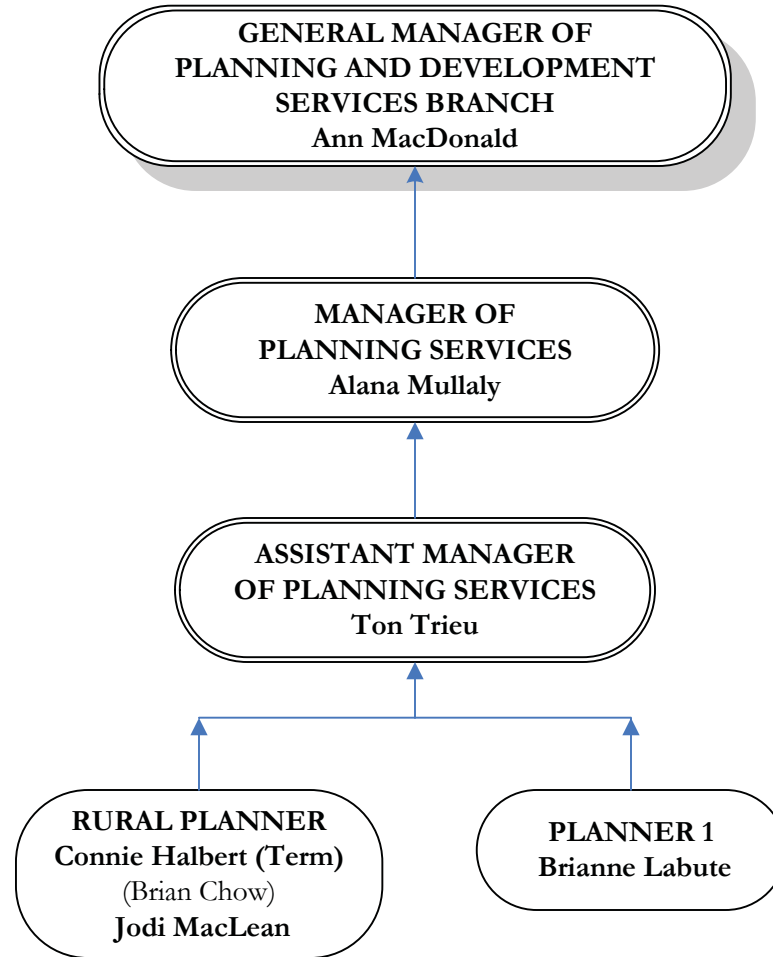 GENERAL MANAGER OF
PLANNING AND DEVELOPMENT
SERVICES BRANCH
Ann MacDonald
MANAGER OF
PLANNING SERVICES
Alana Mullaly
ASSISTANT MANAGER
OF PLANNING SERVICES
Ton Trieu
RURAL PLANNER
Connie Halbert (Term)
(Brian Chow)
Jodi MacLean
PLANNER 1
Brianne Labute